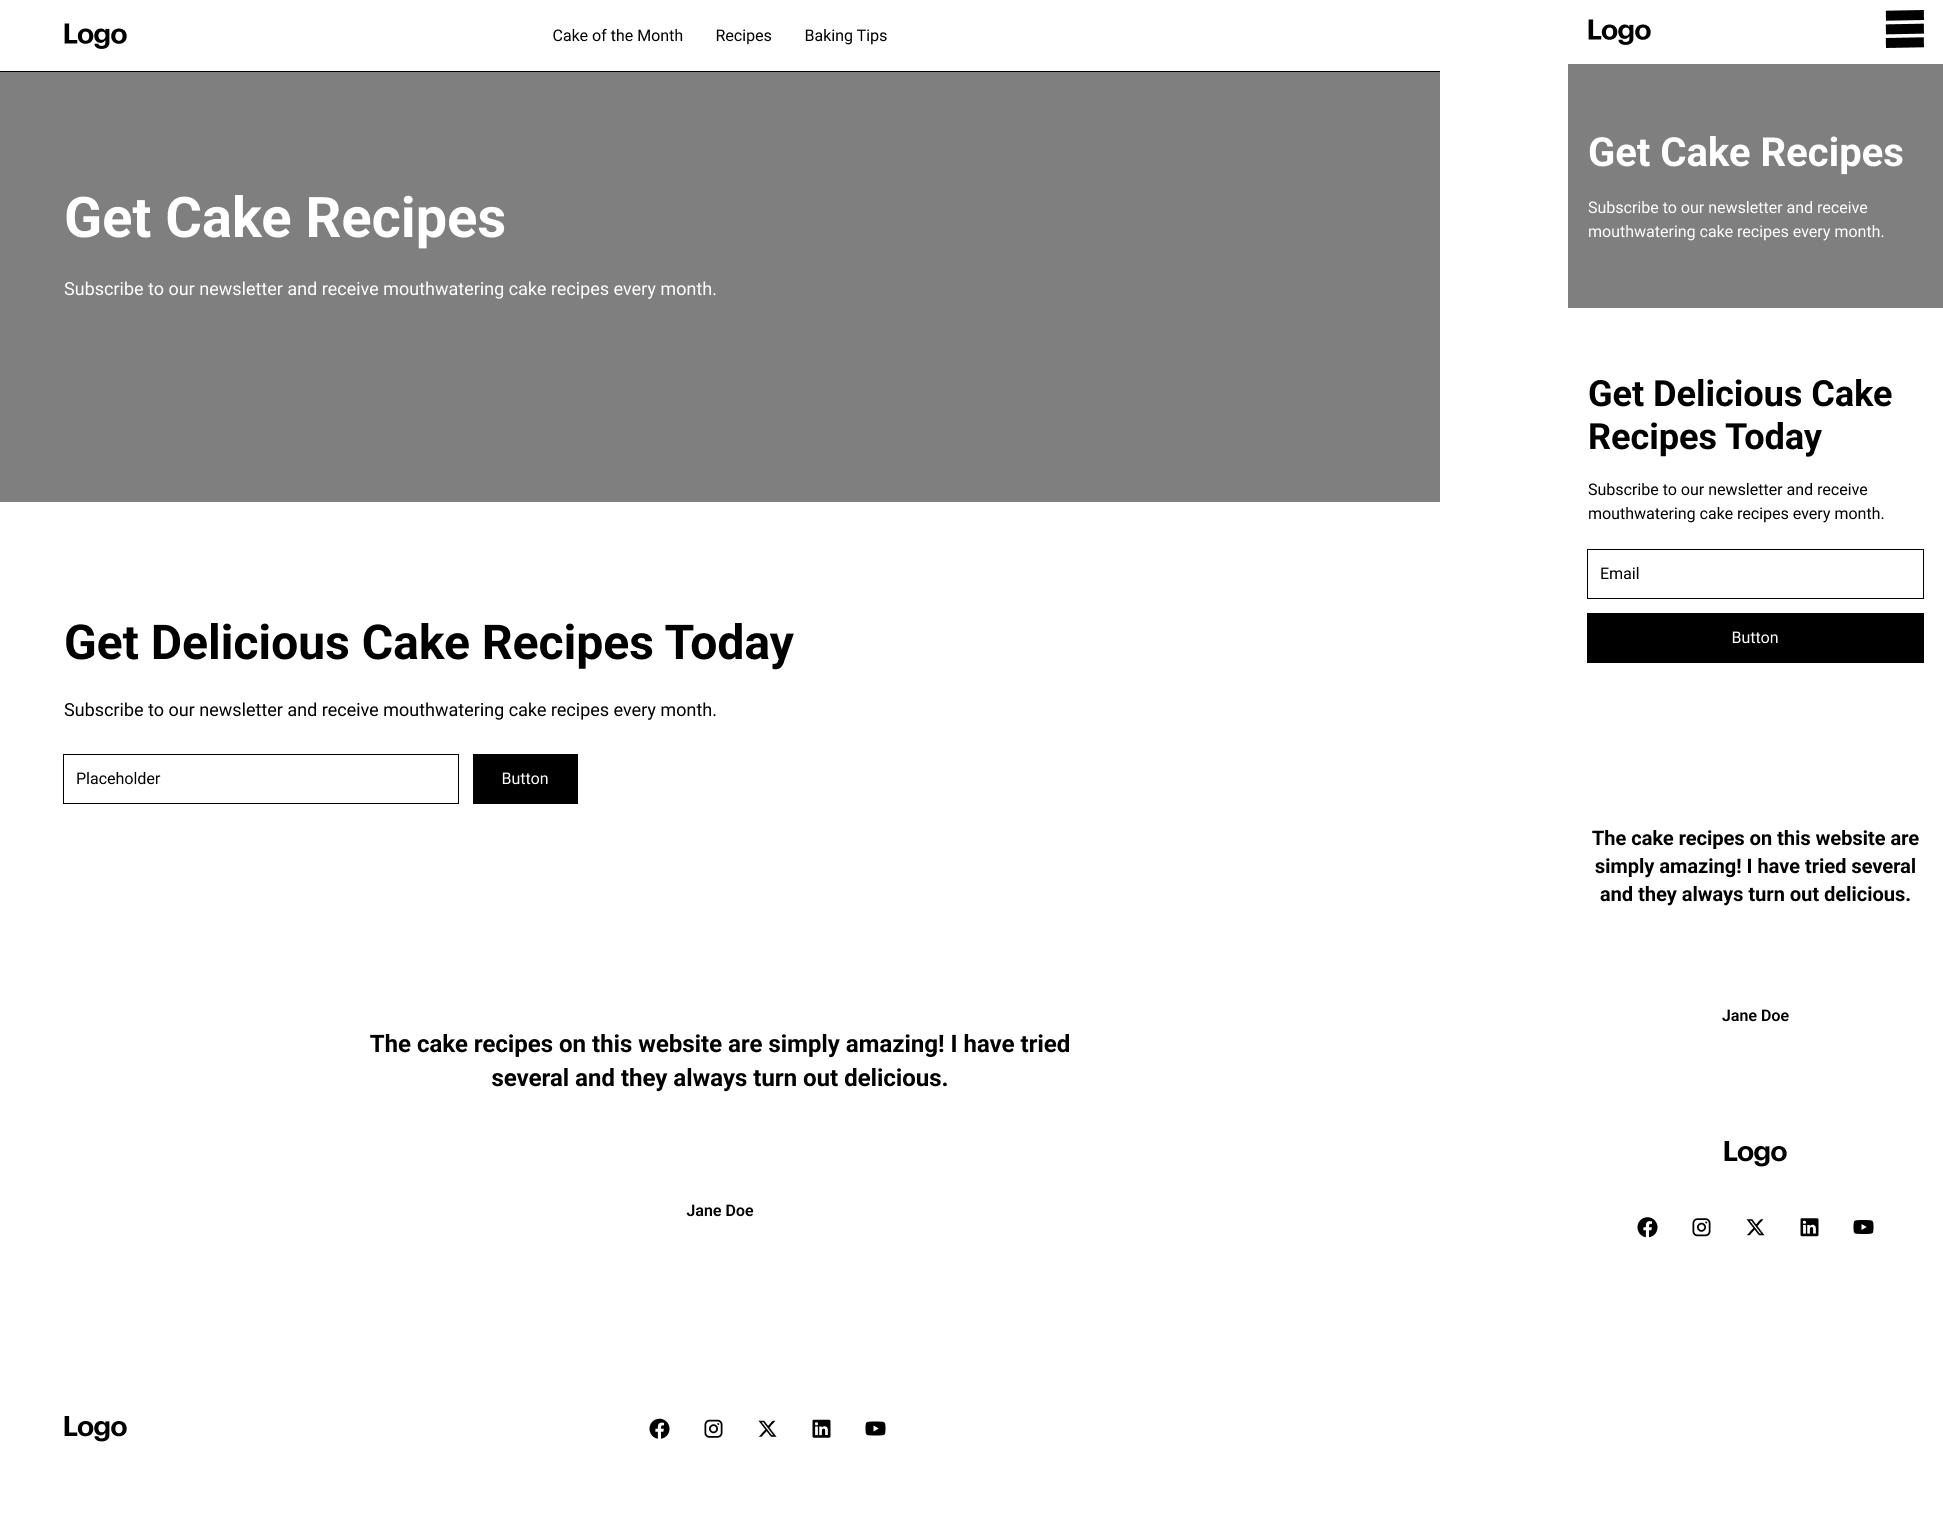 Logo
Cake of the Month
Recipes
Baking Tips
Get Cake Recipes
Subscribe to our newsletter and receive mouthwatering cake recipes every month.
Get Delicious Cake Recipes Today
Subscribe to our newsletter and receive mouthwatering cake recipes every month.
Placeholder
Button
The cake recipes on this website are simply amazing! I have tried
several and they always turn out delicious.
Jane Doe
Logo
Logo
Get Cake Recipes
Subscribe to our newsletter and receive
mouthwatering cake recipes every month.
Get Delicious Cake
Recipes Today
Subscribe to our newsletter and receive
mouthwatering cake recipes every month.
Email
Button
The cake recipes on this website are
simply amazing! I have tried several
and they always turn out delicious.
Jane Doe
Logo